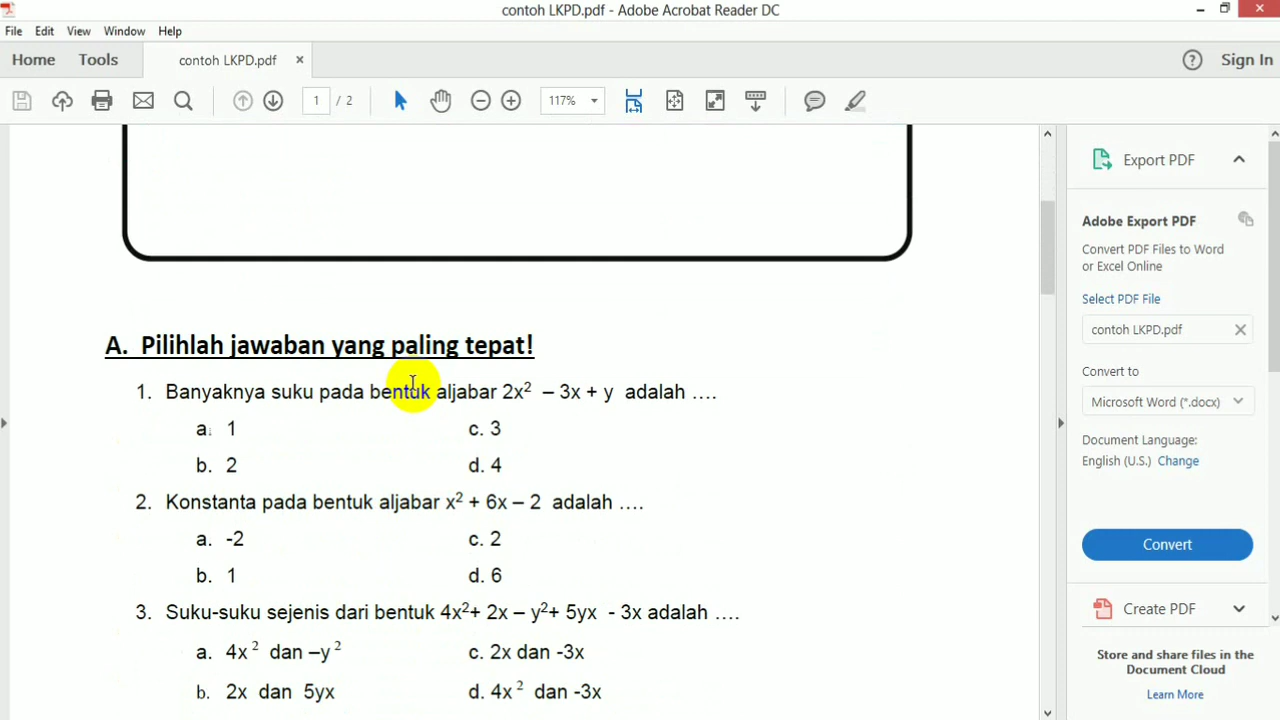 contoh LKPD.pdf - Adobe Acrobat Reader DC
File Edit View Window Help
Home Tools contoh LKPD.pdf × Sign In
1 / 2 117%
Export PDF
Adobe Export PDF
Convert PDF Files to Word
or Excel Online
Select PDF File
contoh LKPD.pdf
Convert to
Microsoft Word (*.docx)
Document Language:
English (U.S.) Change
Convert
Create PDF
Store and share files in the
Document Cloud
Learn More
A. Pilihlah jawaban yang paling tepat!
1. Banyaknya suku pada bentuk aljabar 2x² – 3x + y adalah ….
a. 1 c. 3
b. 2 d. 4
2. Konstanta pada bentuk aljabar x² + 6x – 2 adalah ….
a. -2 c. 2
b. 1 d. 6
3. Suku-suku sejenis dari bentuk 4x²+ 2x – y²+ 5yx - 3x adalah ….
a. 4x² dan –y² c. 2x dan -3x
b. 2x dan 5yx d. 4x² dan -3x